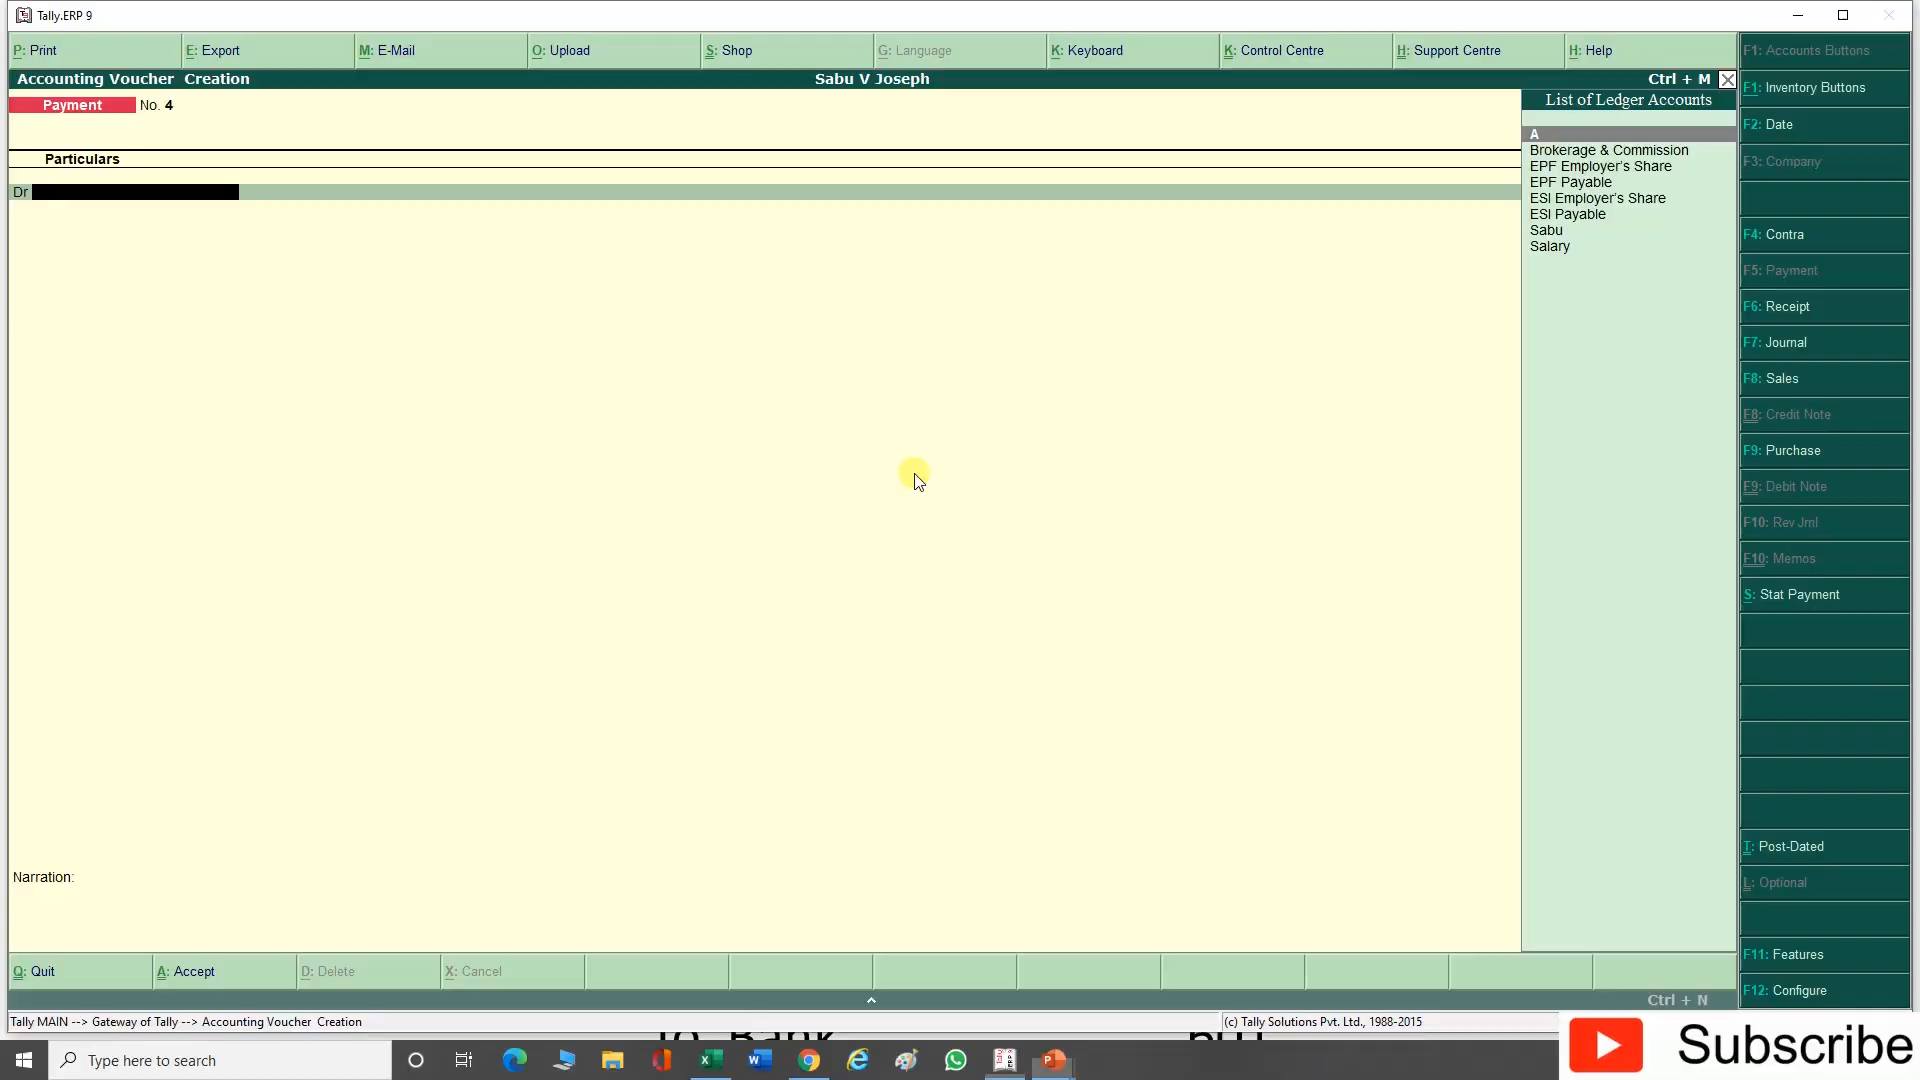 Tally.ERP 9
P: Print E: Export M: E-Mail O: Upload S: Shop G: Language K: Keyboard K: Control Centre H: Support Centre H: Help
Accounting Voucher Creation Sabu V Joseph Ctrl + M
Payment No. 4
Particulars
Dr
List of Ledger Accounts
A
Brokerage & Commission
EPF Employer's Share
EPF Payable
ESI Employer's Share
ESI Payable
Sabu
Salary
F1: Accounts Buttons
F1: Inventory Buttons
F2: Date
F3: Company
F4: Contra
F5: Payment
F6: Receipt
F7: Journal
F8: Sales
F8: Credit Note
F9: Purchase
F9: Debit Note
F10: Rev Jrnl
F10: Memos
S: Stat Payment
T: Post-Dated
L: Optional
F11: Features
F12: Configure
Narration:
Q: Quit A: Accept D: Delete X: Cancel
Ctrl + N
Tally MAIN --> Gateway of Tally --> Accounting Voucher Creation (c) Tally Solutions Pvt. Ltd., 1988-2015
To Bank
Type here to search
Subscribe